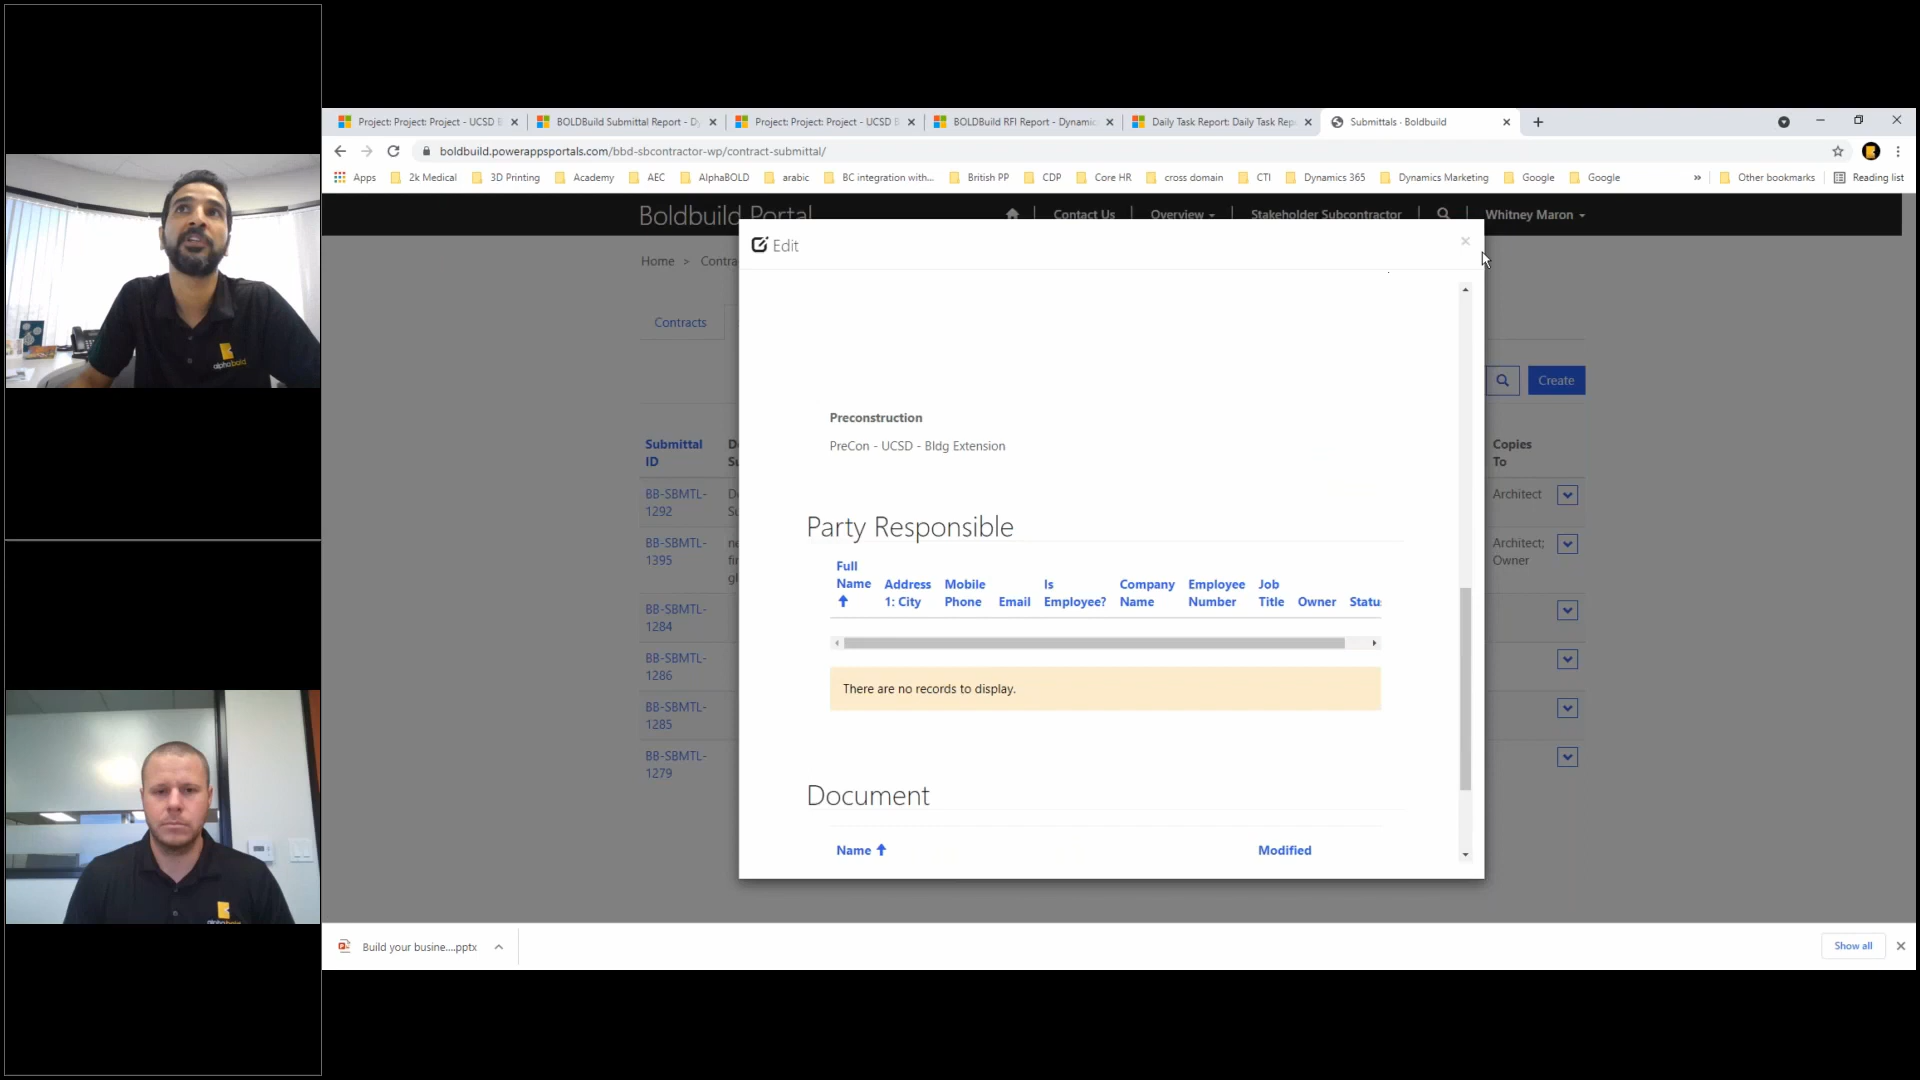 Project: Project: Project - UCSD
BOLDBuild Submittal Report - Dy
Project: Project: Project - UCSD
BOLDBuild RFI Report - Dynamic
Daily Task Report: Daily Task Rep
Submittals · Boldbuild
boldbuild.powerappsportals.com/bbd-sbcontractor-wp/contract-submittal/
Apps
2k Medical
3D Printing
Academy
AEC
AlphaBOLD
arabic
BC integration with...
British PP
CDP
Core HR
cross domain
CTI
Dynamics 365
Dynamics Marketing
Google
Google
»
Other bookmarks
Reading list
Boldbuild Portal
Contact Us
Overview
Stakeholder Subcontractor
Whitney Maron
Edit
×
Home > Contra
Contracts
Create
Submittal
ID
Copies
To
BB-SBMTL-
1292
Architect
BB-SBMTL-
1395
Architect;
Owner
BB-SBMTL-
1284
BB-SBMTL-
1286
BB-SBMTL-
1285
BB-SBMTL-
1279
Preconstruction
PreCon - UCSD - Bldg Extension
Party Responsible
Full
Name
Address
1: City
Mobile
Phone
Email
Is
Employee?
Company
Name
Employee
Number
Job
Title
Owner
Statu
There are no records to display.
Document
Name
Modified
Build your busine....pptx
Show all
alphabold